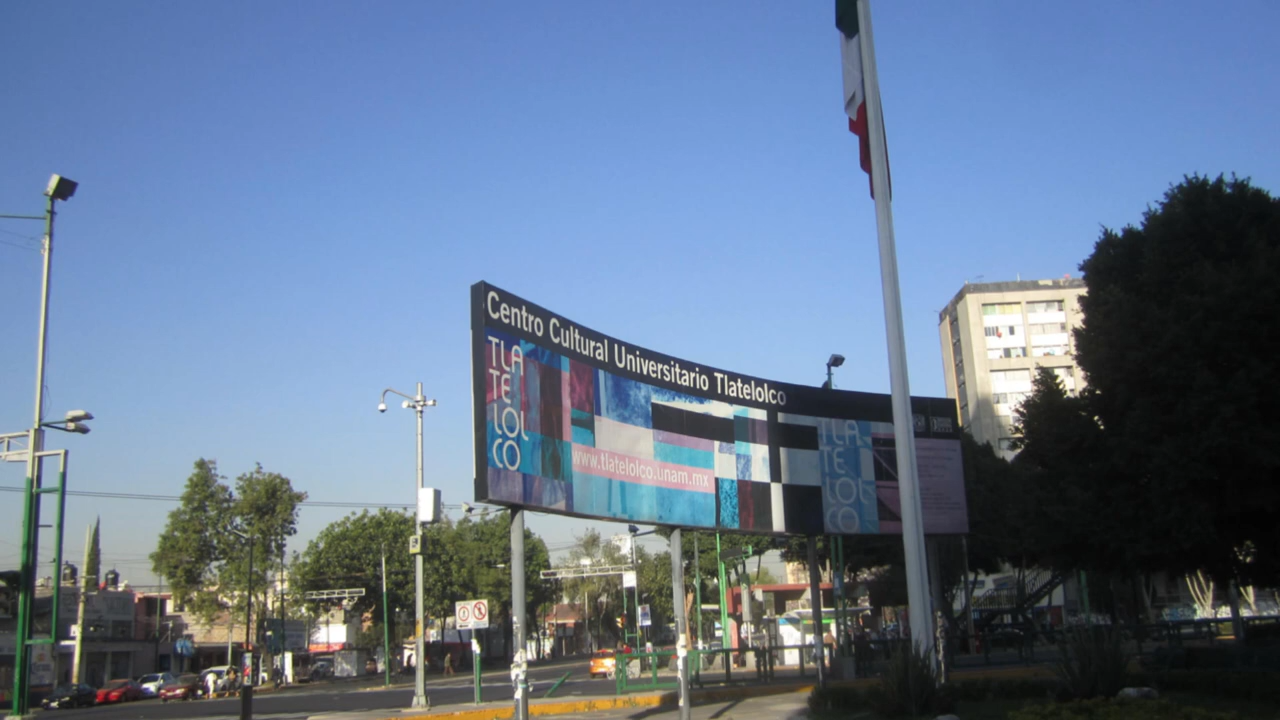 Centro Cultural Universitario Tlatelolco
TLA
TE
LOL
CO
www.tlatelolco.unam.mx
TLA
TE
LOL
CO